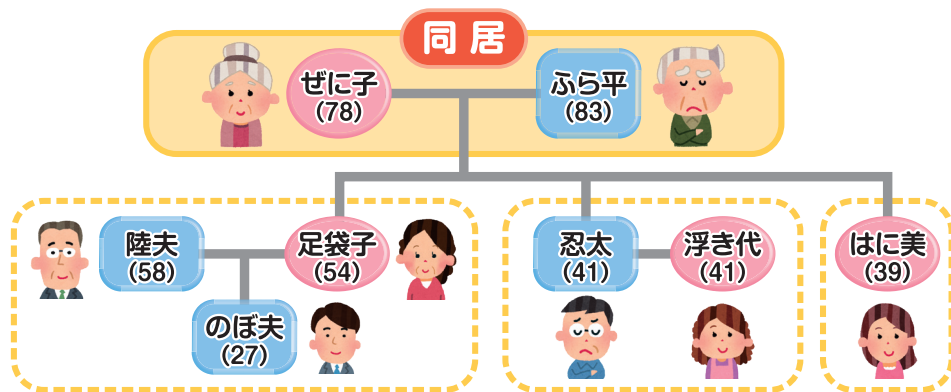 同居
ぜに子
(78)
ふら平
(83)
陸夫
(58)
足袋子
(54)
忍太
(41)
浮き代
(41)
はに美
(39)
のぼ夫
(27)